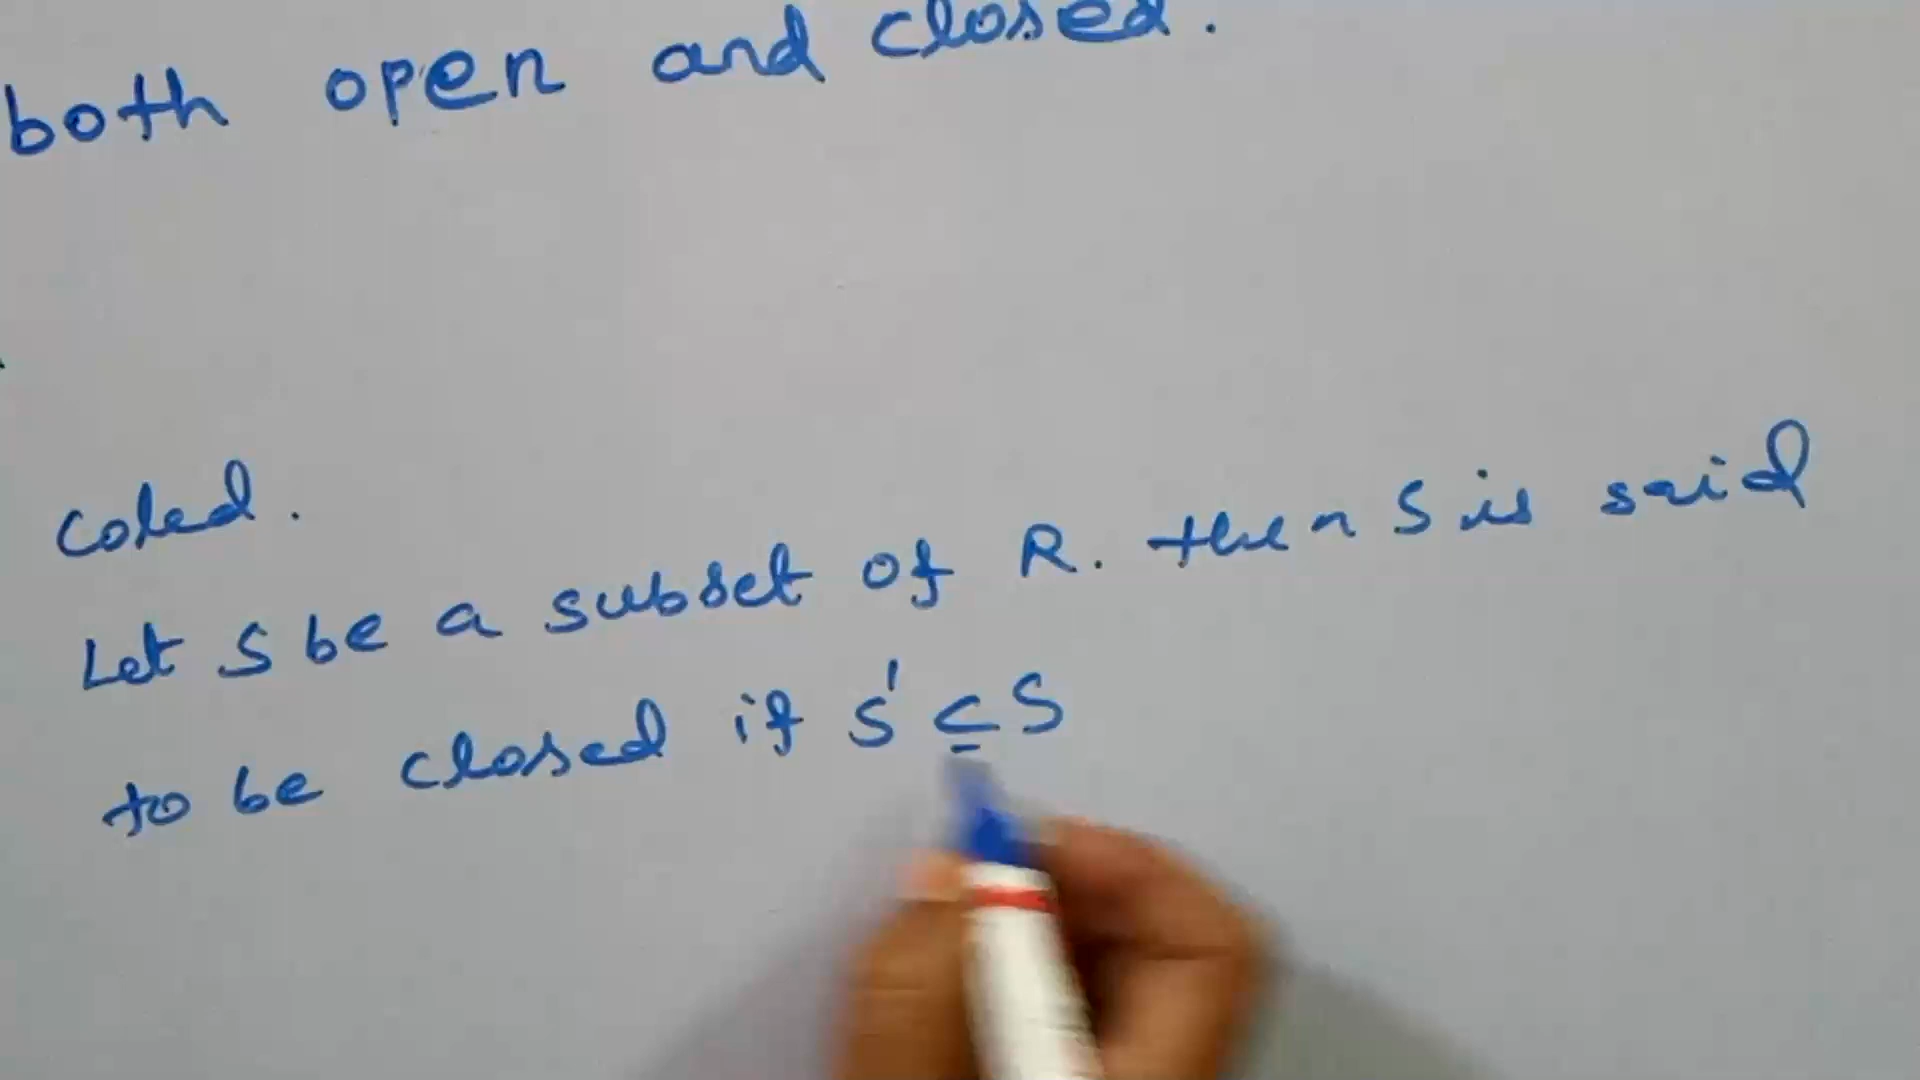 both open and closed.
Coled.
Let S be a subset of R. then S is said
to be closed if S' ⊆ S